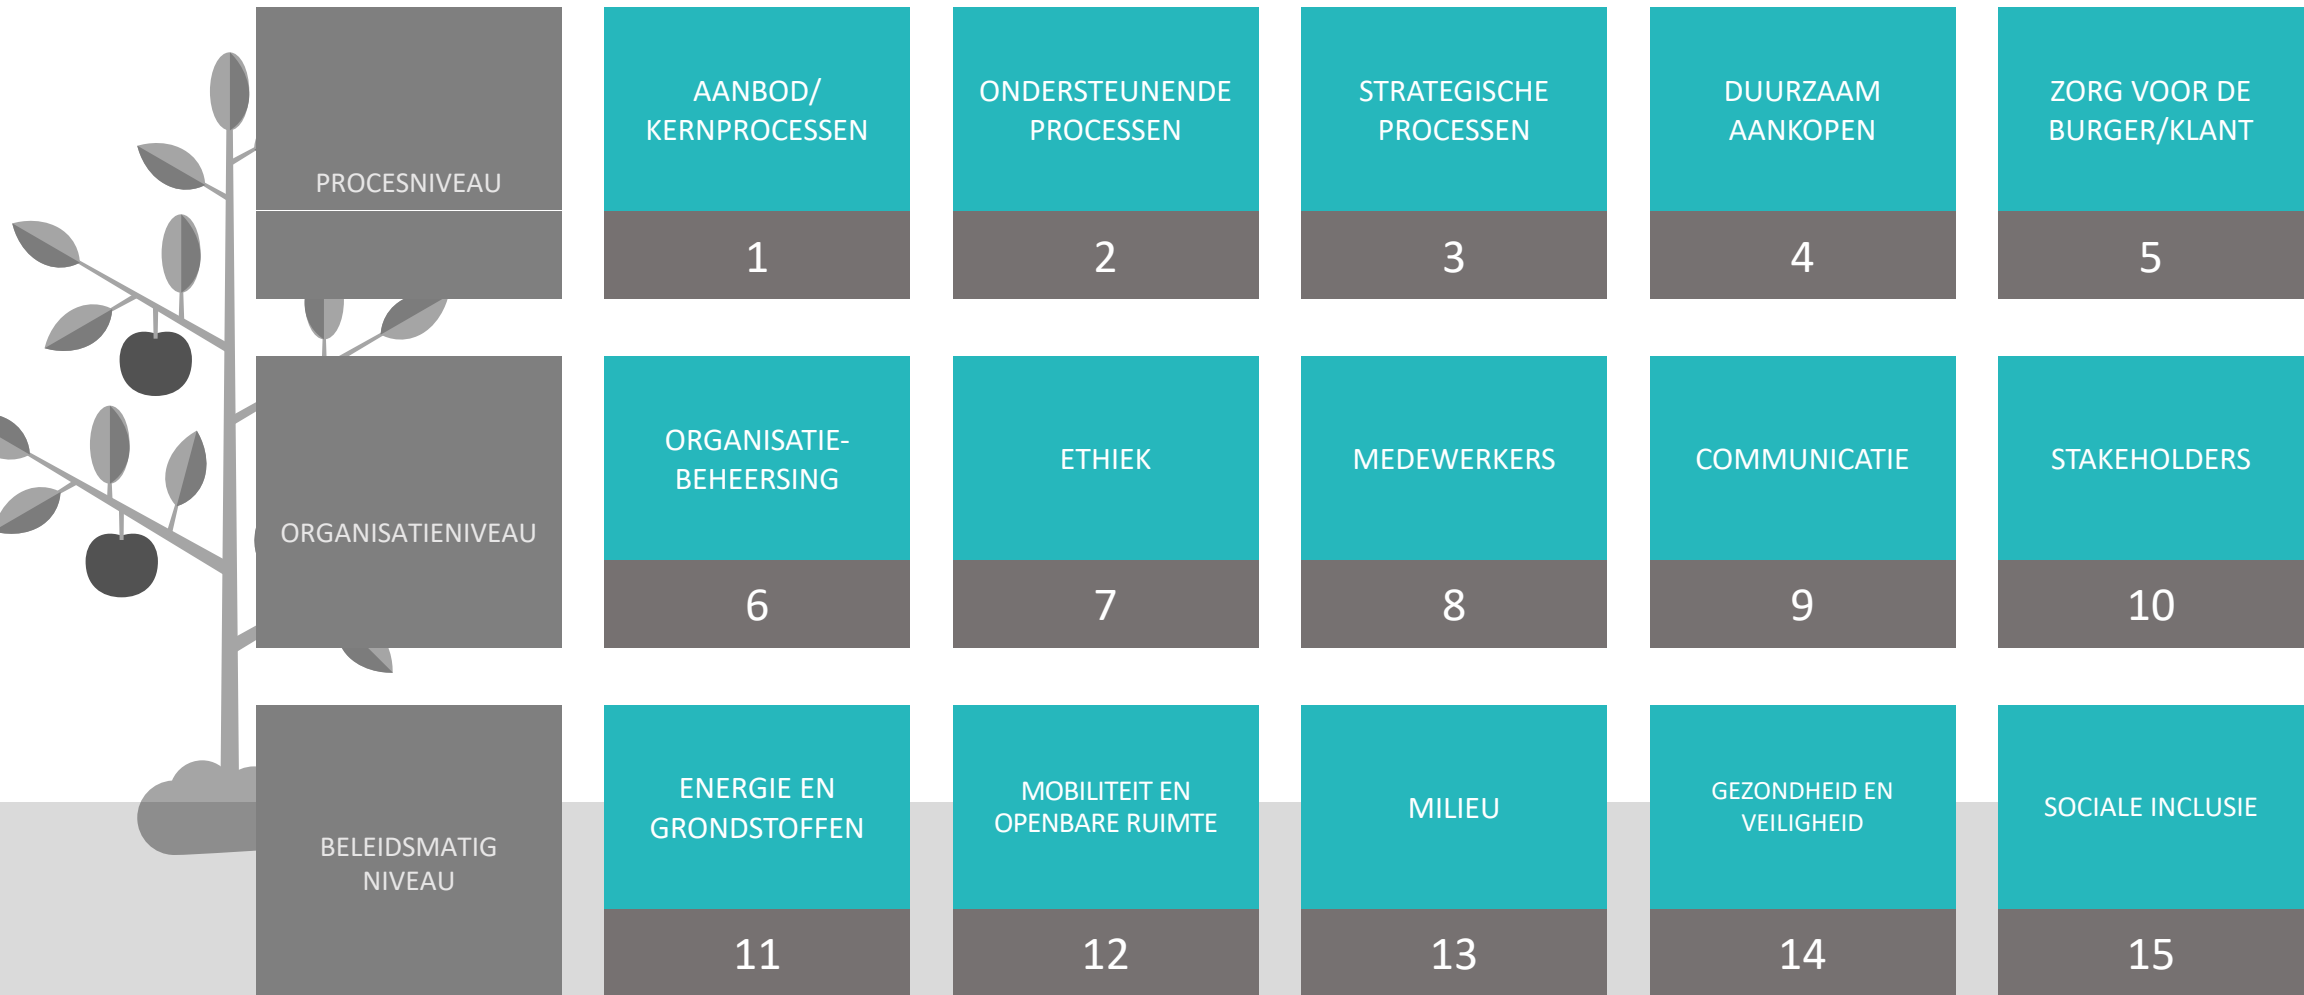 PROCESNIVEAU
AANBOD/
KERNPROCESSEN
1
ONDERSTEUNENDE
PROCESSEN
2
STRATEGISCHE
PROCESSEN
3
DUURZAAM
AANKOPEN
4
ZORG VOOR DE
BURGER/KLANT
5
ORGANISATIENIVEAU
ORGANISATIE-
BEHEERSING
6
ETHIEK
7
MEDEWERKERS
8
COMMUNICATIE
9
STAKEHOLDERS
10
BELEIDSMATIG
NIVEAU
ENERGIE EN
GRONDSTOFFEN
11
MOBILITEIT EN
OPENBARE RUIMTE
12
MILIEU
13
GEZONDHEID EN
VEILIGHEID
14
SOCIALE INCLUSIE
15